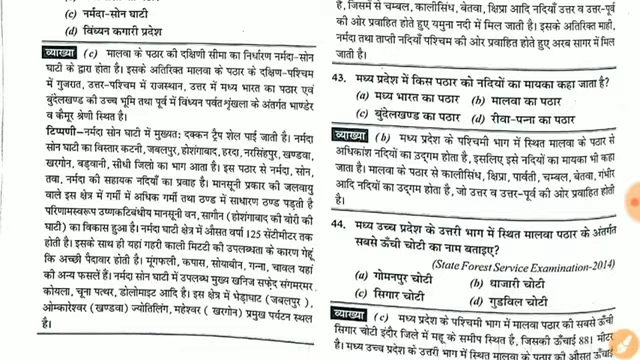 (c) नर्मदा-सोन घाटी
(d) विंध्यन कगारी प्रदेश
व्याख्या (c) मालवा के पठार की दक्षिणी सीमा का निर्धारण नर्मदा-सोन
घाटी के द्वारा होता है। इसके अतिरिक्त मालवा के पठार के दक्षिण-पश्चिम
में गुजरात, उत्तर-पश्चिम में राजस्थान, उत्तर में मध्य भारत का पठार एवं
बुंदेलखण्ड की उच्च भूमि तथा पूर्व में विंध्यन पर्वत शृंखला के अंतर्गत भाण्डेर
व कैमूर श्रेणी स्थित है।
टिप्पणी–नर्मदा सोन घाटी में मुख्यतः दक्कन ट्रैप शेल पाई जाती है। नर्मदा
सोन घाटी का विस्तार कटनी, जबलपुर, होशंगाबाद, हरदा, नरसिंहपुर, खण्डवा,
खरगोन, बड़वानी, सीधी जिलो का भाग आता है। इस पठार से नर्मदा, सोन,
तवा, नर्मदा की सहायक नदियाँ का प्रवाह है। मानसूनी प्रकार की जलवायु
वाले इस क्षेत्र में गर्मी में अधिक गर्मी तथा ठण्ड में साधारण ठण्ड पड़ती है
परिणामस्वरूप उष्णकटिबंधीय मानसूनी वन, सागौन (होशंगाबाद की बोरी की
घाटी) का विकास हुआ है। नर्मदा घाटी क्षेत्र में औसत वर्षा 125 सेंटीमीटर तक
होती है। इसके साथ ही यहां गहरी काली मिटटी की उपलब्धता के कारण गेहूं
कि अच्छी पैदावार होती है। मूंगफली, कपास, सोयाबीन, गन्ना, चावल यहां
की अन्य फसलें हैं। नर्मदा सोन घाटी में उपलब्ध मुख्य खनिज सफ़ेद संगमरमर
कोयला, चूना पत्थर, डोलोमाइट आदि है। इस क्षेत्र में भेड़ाघाट (जबलपुर),
ओम्कारेश्वर (खण्डवा) ज्योतिर्लिंग, महेश्वर (खरगोन) प्रमुख पर्यटन स्थल
है।
है, जिसमें से चम्बल, कालीसिंध, बेतवा, क्षिप्रा आदि नदियाँ उत्तर व उत्तर-पूर्व
की ओर प्रवाहित होते हुए यमुना नदी में मिल जाती है। इसके अतिरिक्त माही,
नर्मदा तथा ताप्ती नदियाँ पश्चिम की ओर प्रवाहित होते हुए अरब सागर में मिल
जाती है।
43. मध्य प्रदेश में किस पठार को नदियों का मायका कहा जाता है?
(a) मध्य भारत का पठार (b) मालवा का पठार
(c) बुंदेलखण्ड का पठार (d) रीवा-पन्ना का पठार
व्याख्या (b) मध्य प्रदेश के पश्चिमी भाग में स्थित मालवा के पठार से
अधिकांश नदियों का उद्गम होता है, इसलिए इसे नदियों का मायका भी कहा
जाता है। मालवा के पठार से कालीसिंध, क्षिप्रा, पार्वती, चम्बल, बेतवा, गंभीर
आदि नदियों का उद्गम होता है, जो उत्तर व उत्तर-पूर्व की ओर प्रवाहित होती
है।
44. मध्य उच्च प्रदेश के उत्तरी भाग में स्थित मालवा पठार के अंतर्गत
सबसे ऊँची चोटी का नाम बताइए?
(State Forest Service Examination-2014)
(a) गोमनपुर चोटी (b) धाजारी चोटी
(c) सिगार चोटी (d) गुडविल चोटी
व्याख्या (c) मध्य प्रदेश के पश्चिमी भाग में मालवा पठार की सबसे ऊँची
सिगार चोटी इंदौर जिले में महू के समीप स्थित है, जिसकी ऊँचाई 881 मीटर
है। मध्य उच्च प्रदेश के उत्तरी भाग में स्थित मालवा के पठार की औसत ऊंचाई